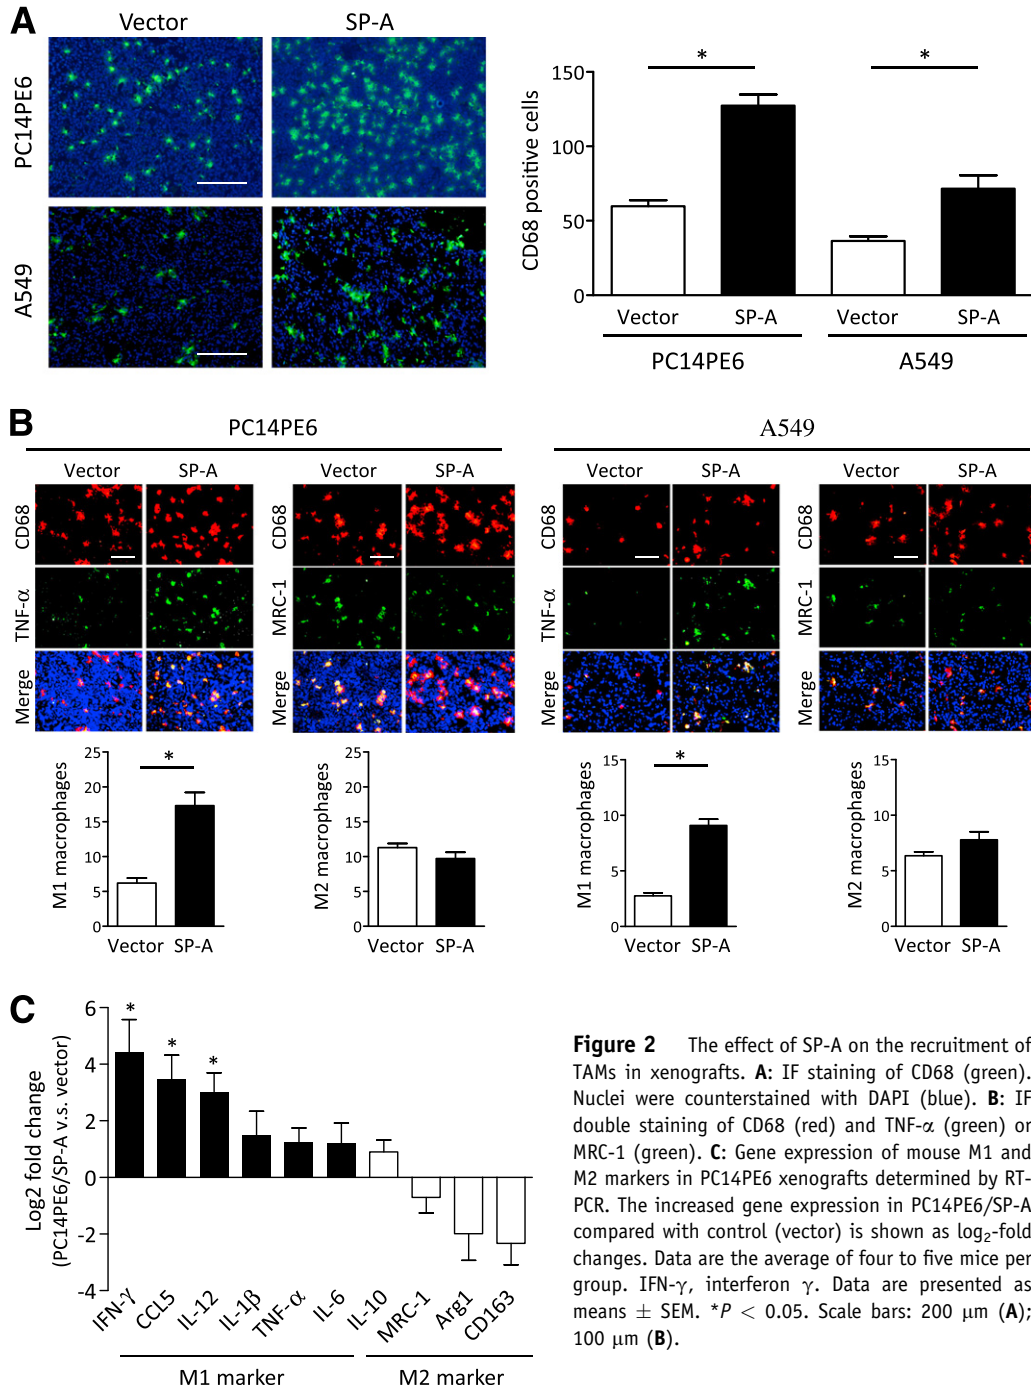 A
Vector
SP-A
PC14PE6
A549
CD68 positive cells
150
100
50
0
*
*
Vector
SP-A
Vector
SP-A
PC14PE6
A549
B
PC14PE6
A549
Vector
SP-A
Vector
SP-A
Vector
SP-A
Vector
SP-A
CD68
CD68
CD68
CD68
TNF-α
MRC-1
TNF-α
MRC-1
Merge
Merge
Merge
Merge
M1 macrophages
25
20
15
10
5
0
*
Vector
SP-A
M2 macrophages
25
20
15
10
5
0
Vector
SP-A
M1 macrophages
15
10
5
0
*
Vector
SP-A
M2 macrophages
15
10
5
0
Vector
SP-A
C
Log2 fold change
(PC14PE6/SP-A v.s. vector)
6
4
2
0
-2
-4
*
*
*
IFN-γ
CCL5
IL-12
IL-1β
TNF-α
IL-6
IL-10
MRC-1
Arg1
CD163
M1 marker
M2 marker
Figure 2 The effect of SP-A on the recruitment of
TAMs in xenografts. A: IF staining of CD68 (green).
Nuclei were counterstained with DAPI (blue). B: IF
double staining of CD68 (red) and TNF-α (green) or
MRC-1 (green). C: Gene expression of mouse M1 and
M2 markers in PC14PE6 xenografts determined by RT-
PCR. The increased gene expression in PC14PE6/SP-A
compared with control (vector) is shown as log₂-fold
changes. Data are the average of four to five mice per
group. IFN-γ, interferon γ. Data are presented as
means ± SEM. *P < 0.05. Scale bars: 200 μm (A);
100 μm (B).